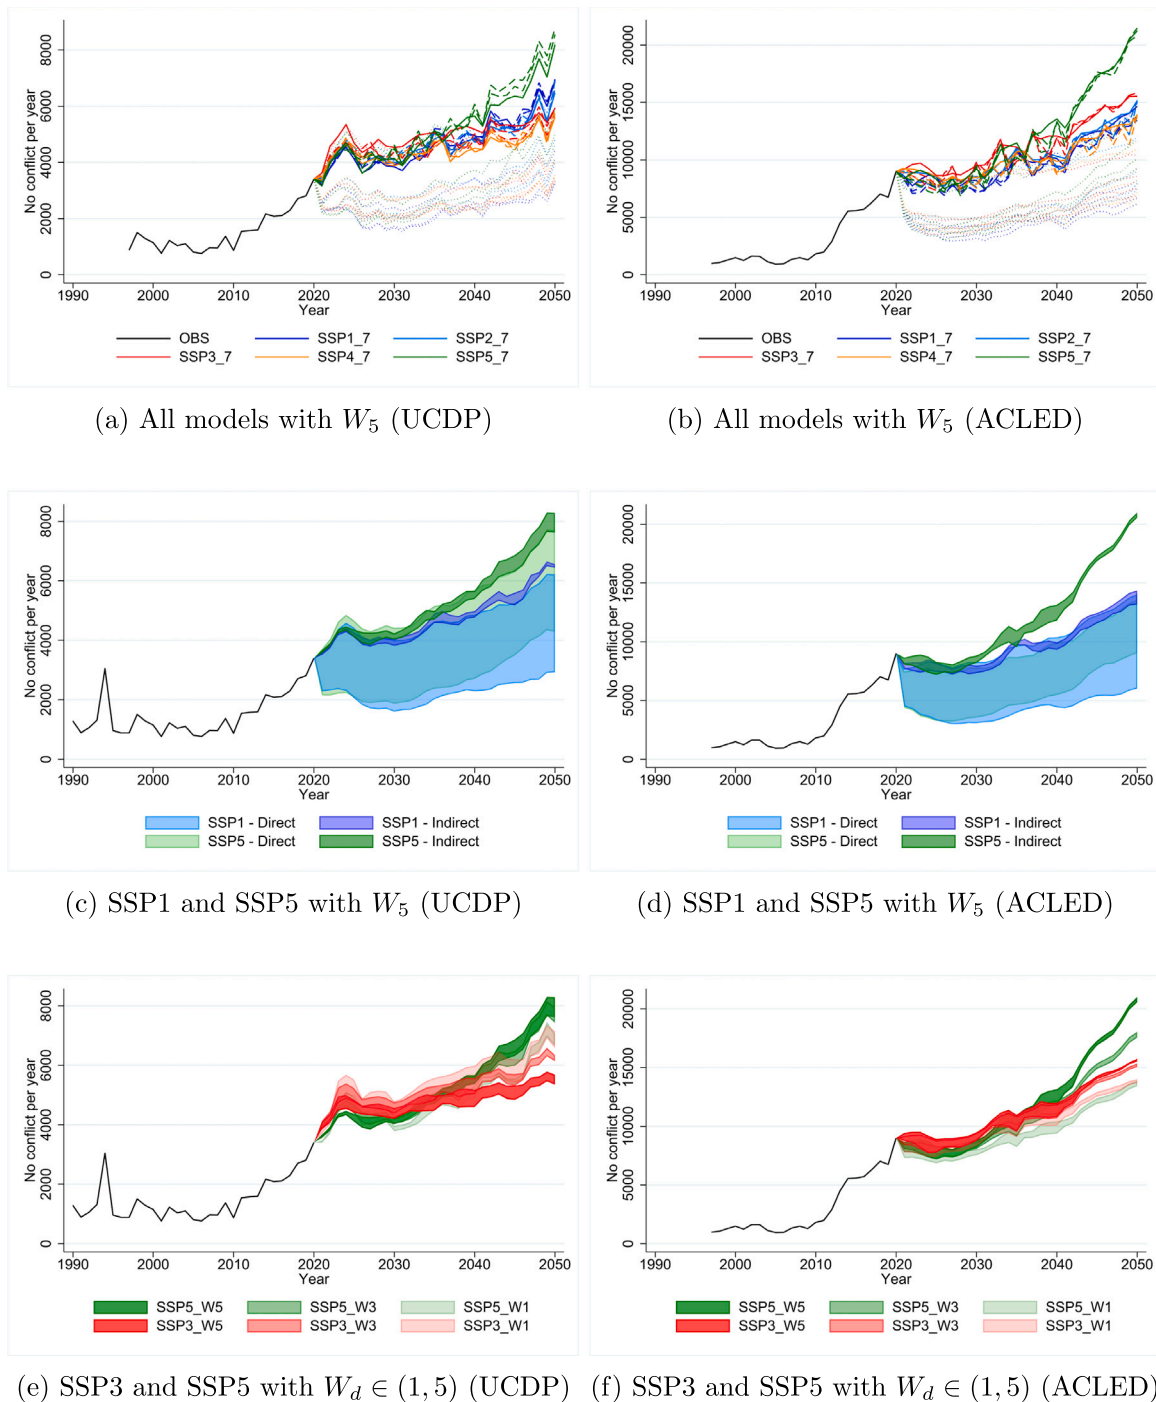 No conflict per year
8000
6000
4000
2000
0
1990 2000 2010 2020 2030 2040 2050
Year
OBS SSP1_7 SSP2_7
SSP3_7 SSP4_7 SSP5_7
(a) All models with W5 (UCDP)
No conflict per year
20000
15000
10000
5000
0
1990 2000 2010 2020 2030 2040 2050
Year
OBS SSP1_7 SSP2_7
SSP3_7 SSP4_7 SSP5_7
(b) All models with W5 (ACLED)
No conflict per year
8000
6000
4000
2000
0
1990 2000 2010 2020 2030 2040 2050
Year
SSP1 - Direct SSP1 - Indirect
SSP5 - Direct SSP5 - Indirect
(c) SSP1 and SSP5 with W5 (UCDP)
No conflict per year
20000
15000
10000
5000
0
1990 2000 2010 2020 2030 2040 2050
Year
SSP1 - Direct SSP1 - Indirect
SSP5 - Direct SSP5 - Indirect
(d) SSP1 and SSP5 with W5 (ACLED)
No conflict per year
8000
6000
4000
2000
0
1990 2000 2010 2020 2030 2040 2050
Year
SSP5_W5 SSP5_W3 SSP5_W1
SSP3_W5 SSP3_W3 SSP3_W1
(e) SSP3 and SSP5 with Wd ∈ (1, 5) (UCDP)
No conflict per year
20000
15000
10000
5000
0
1990 2000 2010 2020 2030 2040 2050
Year
SSP5_W5 SSP5_W3 SSP5_W1
SSP3_W5 SSP3_W3 SSP3_W1
(f) SSP3 and SSP5 with Wd ∈ (1, 5) (ACLED)